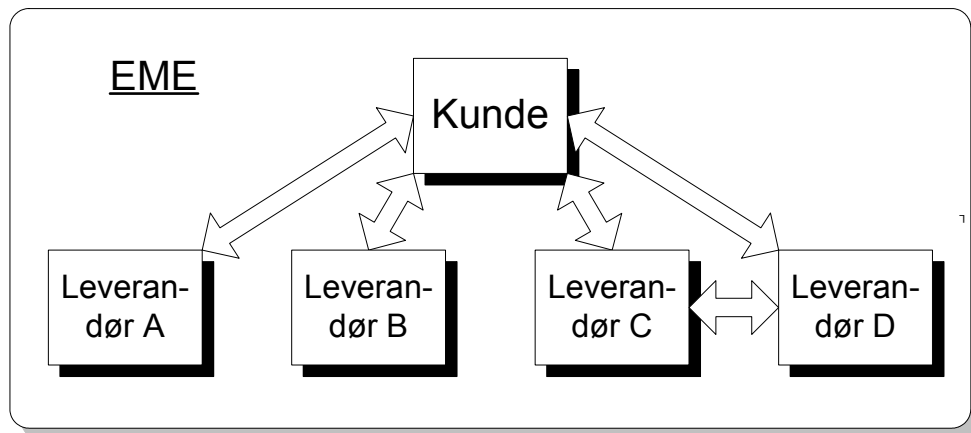 EME
Kunde
Leveran-
dør A
Leveran-
dør B
Leveran-
dør C
Leveran-
dør D